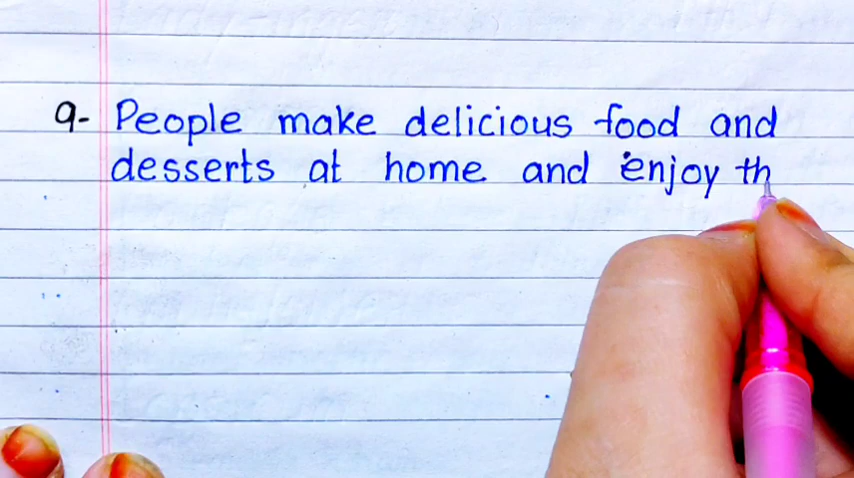 9- People make delicious food and
desserts at home and enjoy th